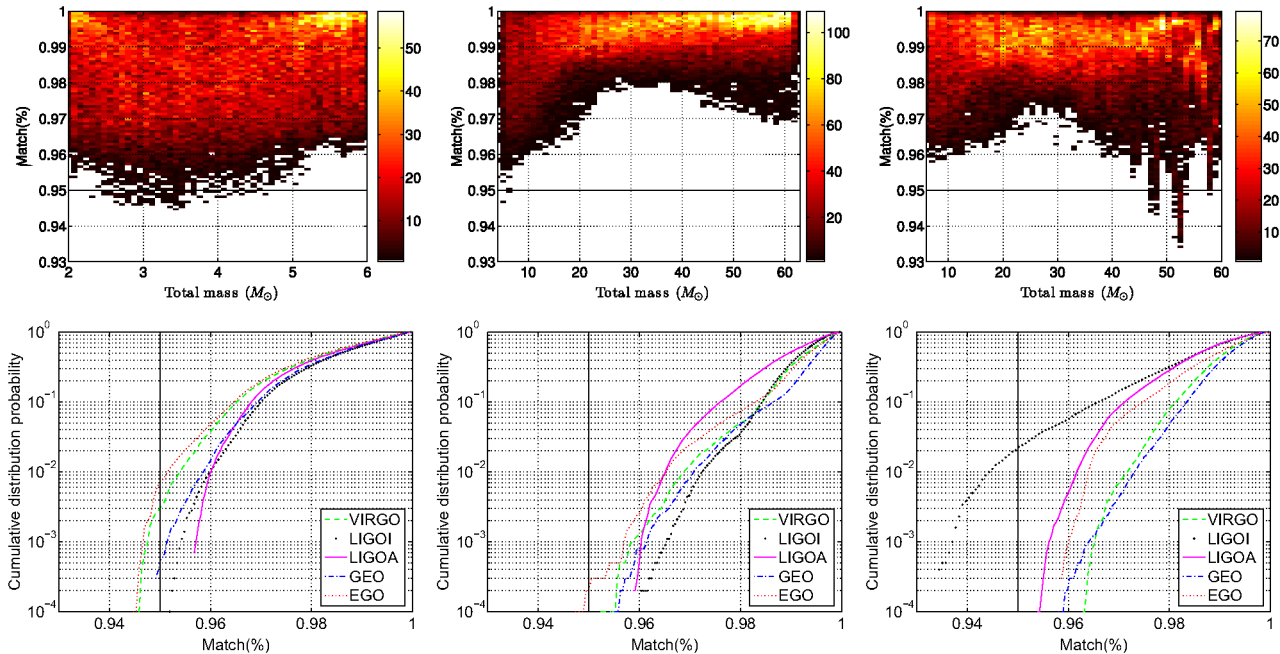 1
0.99
0.98
0.97
0.96
0.95
0.94
0.93
Match(%)
2 3 4 5 6
Total mass (M⊙)
50
40
30
20
10
1
0.99
0.98
0.97
0.96
0.95
0.94
0.93
Match(%)
10 20 30 40 50 60
Total mass (M⊙)
100
80
60
40
20
1
0.99
0.98
0.97
0.96
0.95
0.94
0.93
Match(%)
10 20 30 40 50 60
Total mass (M⊙)
70
60
50
40
30
20
10
10⁰
10⁻¹
10⁻²
10⁻³
10⁻⁴
Cumulative distribution probability
VIRGO
LIGOI
LIGOA
GEO
EGO
0.94 0.96 0.98 1
Match(%)
10⁰
10⁻¹
10⁻²
10⁻³
10⁻⁴
Cumulative distribution probability
VIRGO
LIGOI
LIGOA
GEO
EGO
0.94 0.96 0.98 1
Match(%)
10⁰
10⁻¹
10⁻²
10⁻³
10⁻⁴
Cumulative distribution probability
VIRGO
LIGOI
LIGOA
GEO
EGO
0.94 0.96 0.98 1
Match(%)